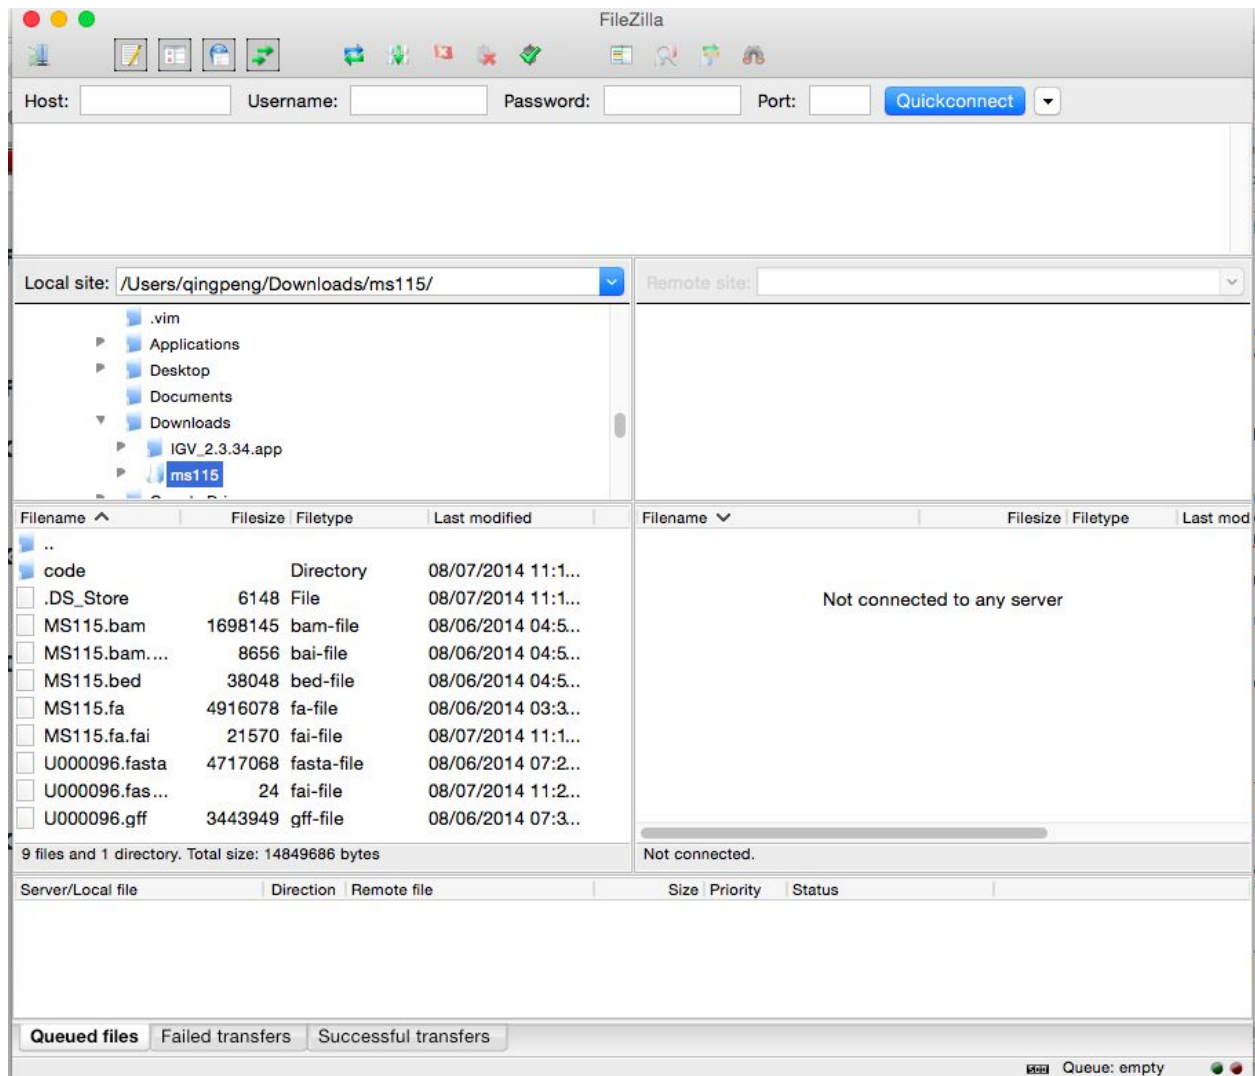 FileZilla
Host: Username: Password: Port: Quickconnect
Local site: /Users/qingpeng/Downloads/ms115/
Remote site:
.vim
Applications
Desktop
Documents
Downloads
IGV_2.3.34.app
ms115
Filename Filesize Filetype Last modified
..
code Directory 08/07/2014 11:1...
.DS_Store 6148 File 08/07/2014 11:1...
MS115.bam 1698145 bam-file 08/06/2014 04:5...
MS115.bam.... 8656 bai-file 08/06/2014 04:5...
MS115.bed 38048 bed-file 08/06/2014 04:5...
MS115.fa 4916078 fa-file 08/06/2014 03:3...
MS115.fa.fai 21570 fai-file 08/07/2014 11:1...
U000096.fasta 4717068 fasta-file 08/06/2014 07:2...
U000096.fas... 24 fai-file 08/07/2014 11:2...
U000096.gff 3443949 gff-file 08/06/2014 07:3...
9 files and 1 directory. Total size: 14849686 bytes
Filename Filesize Filetype Last mod
Not connected to any server
Not connected.
Server/Local file Direction Remote file Size Priority Status
Queued files Failed transfers Successful transfers
Queue: empty